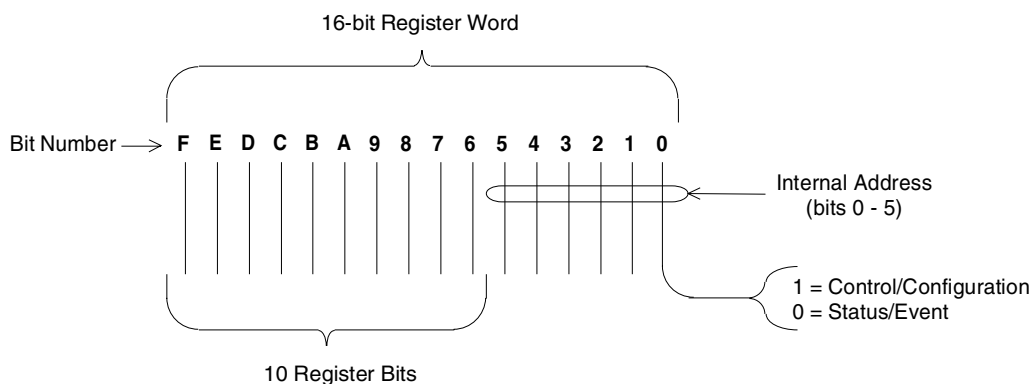 16-bit Register Word
Bit Number F E D C B A 9 8 7 6 5 4 3 2 1 0
Internal Address
(bits 0 - 5)
1 = Control/Configuration
0 = Status/Event
10 Register Bits